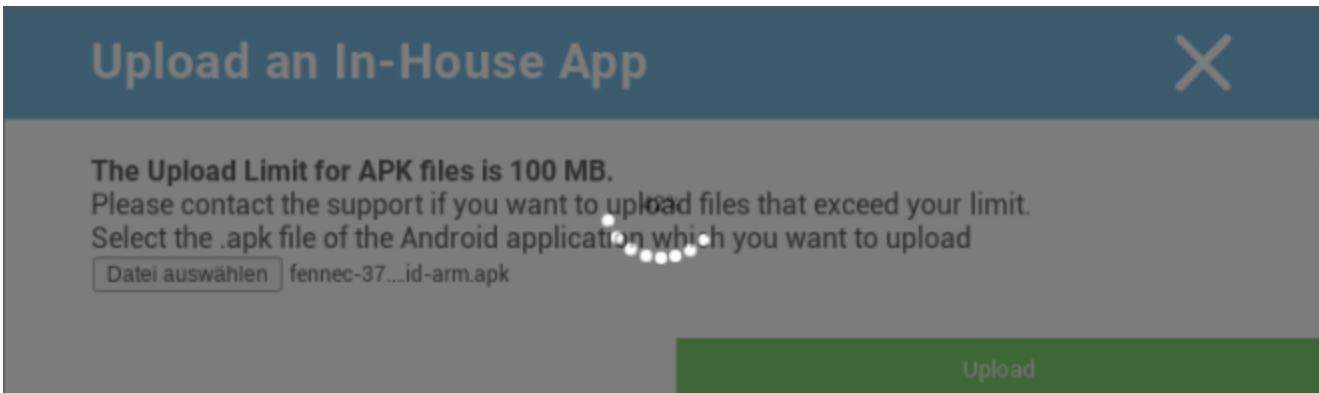 Upload an In-House App
The Upload Limit for APK files is 100 MB.
Please contact the support if you want to upload files that exceed your limit.
Select the .apk file of the Android application which you want to upload
Datei auswählen fennec-37....id-arm.apk
Upload